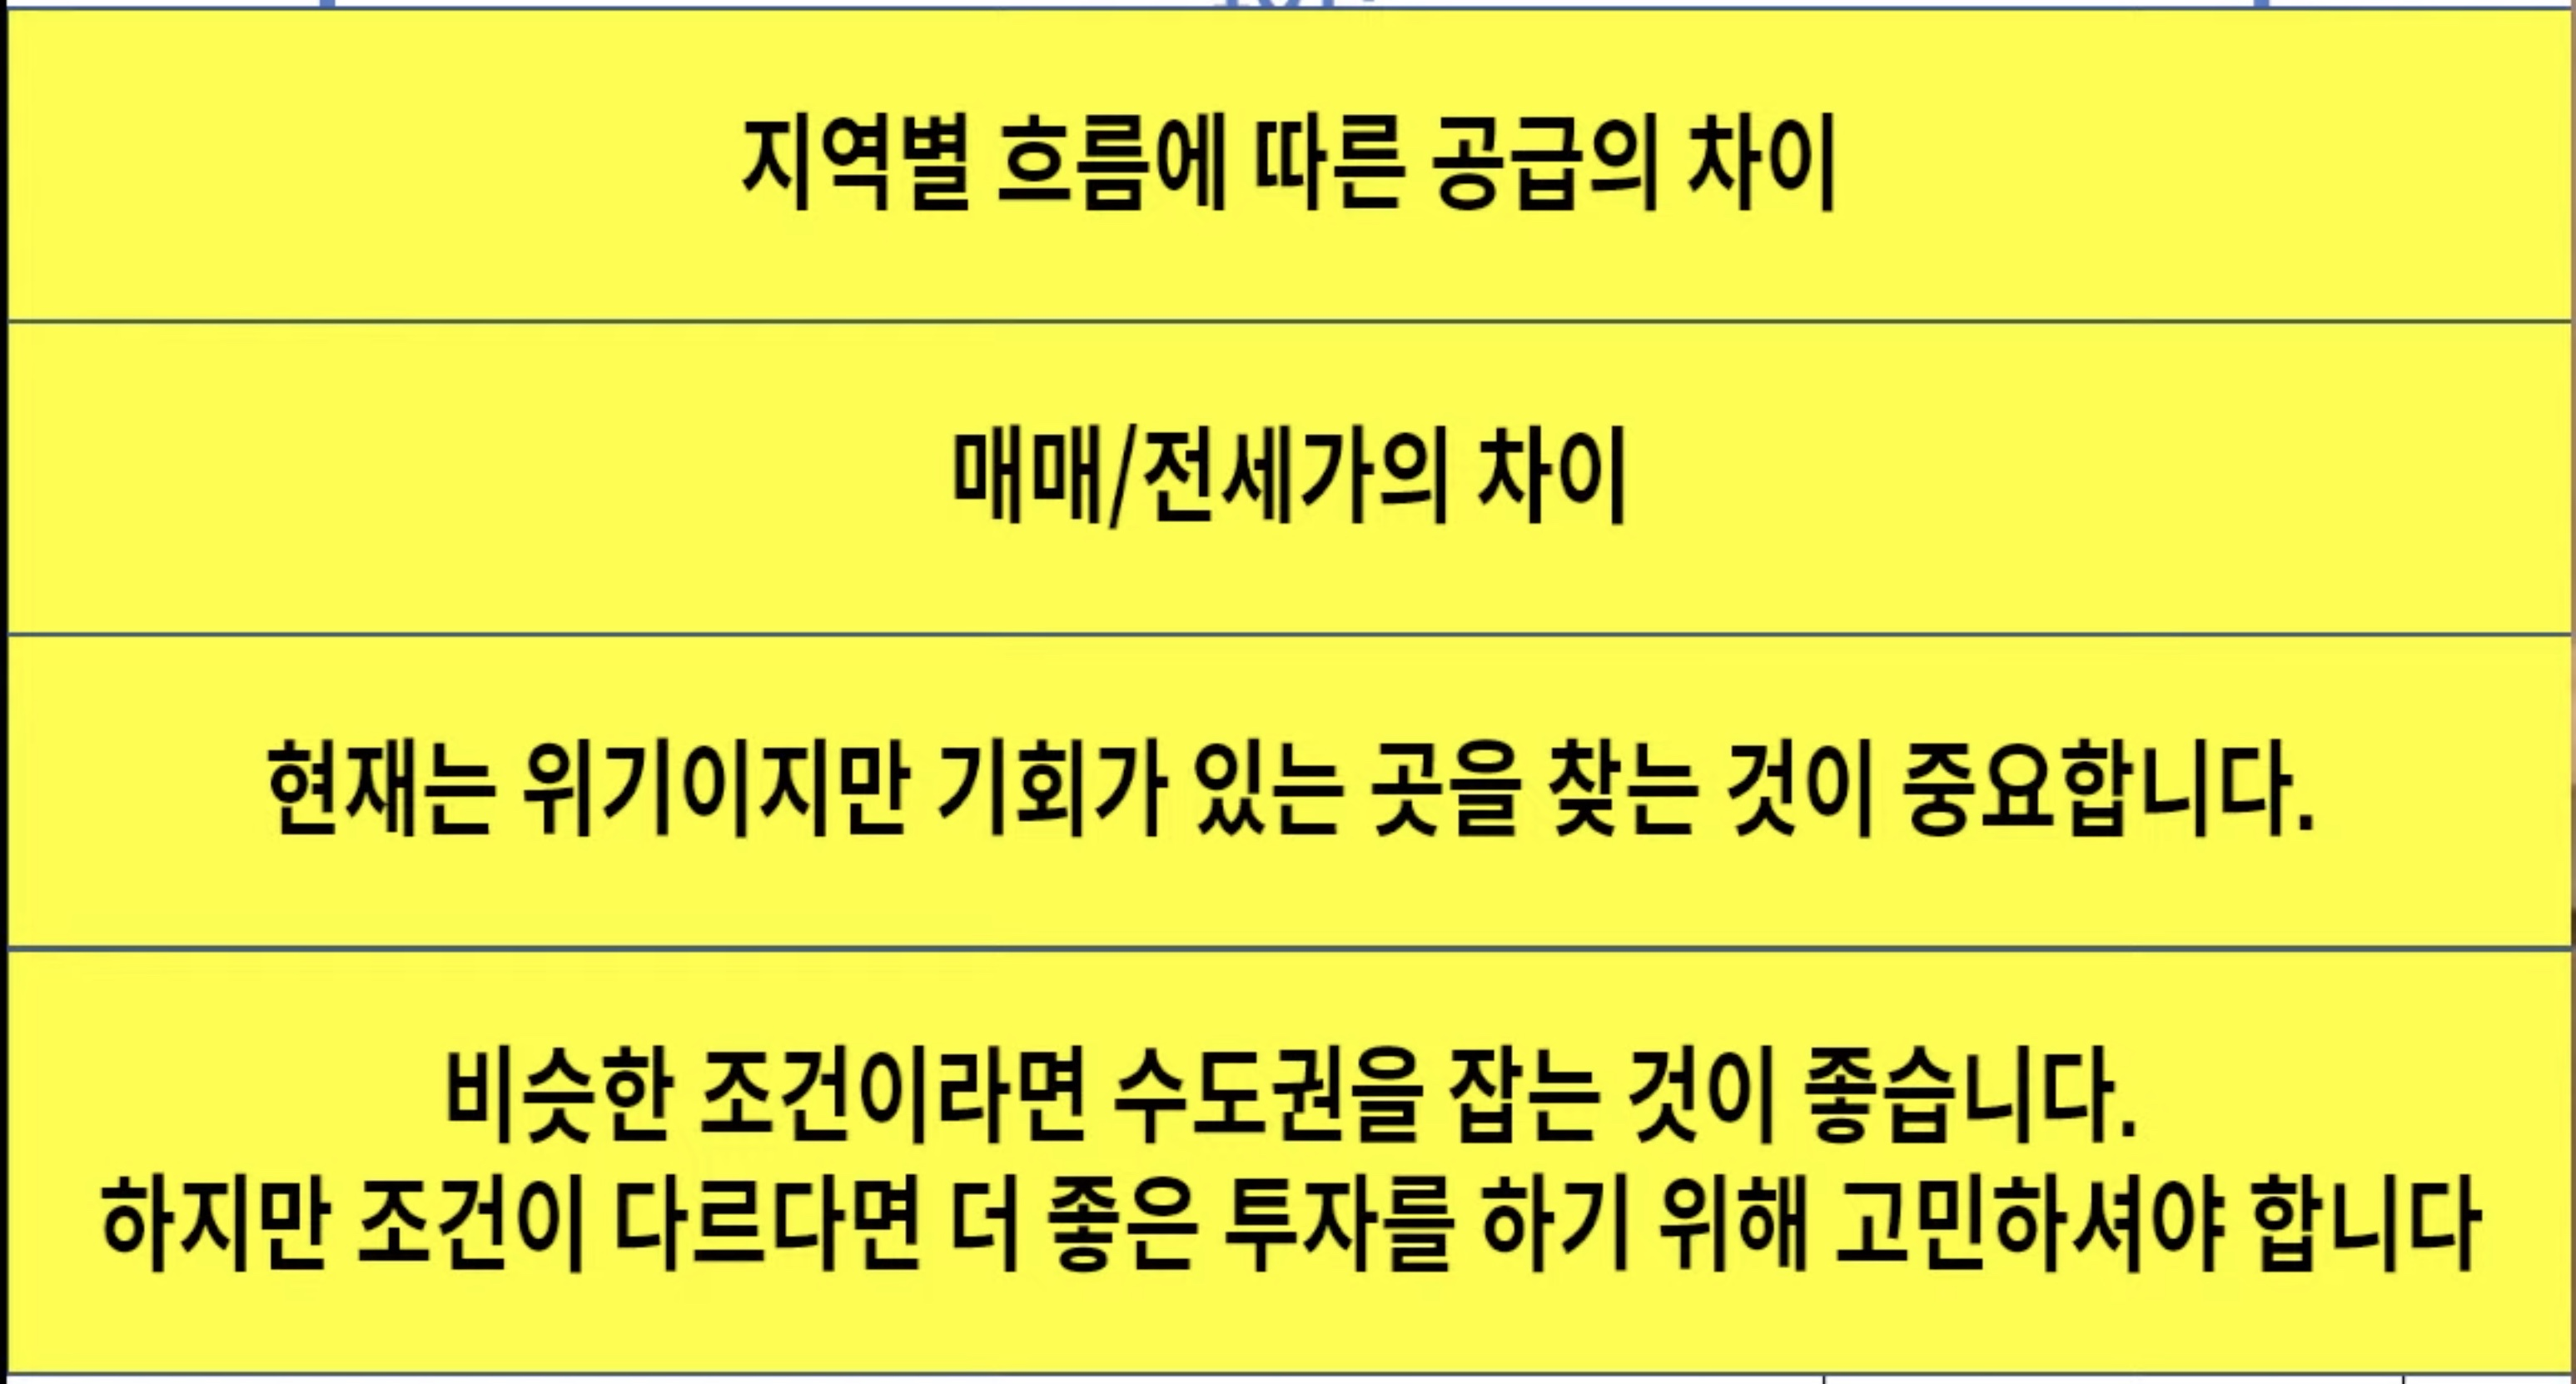 지역별 흐름에 따른 공급의 차이
매매/전세가의 차이
현재는 위기이지만 기회가 있는 곳을 찾는 것이 중요합니다.
비슷한 조건이라면 수도권을 잡는 것이 좋습니다.
하지만 조건이 다르다면 더 좋은 투자를 하기 위해 고민하셔야 합니다